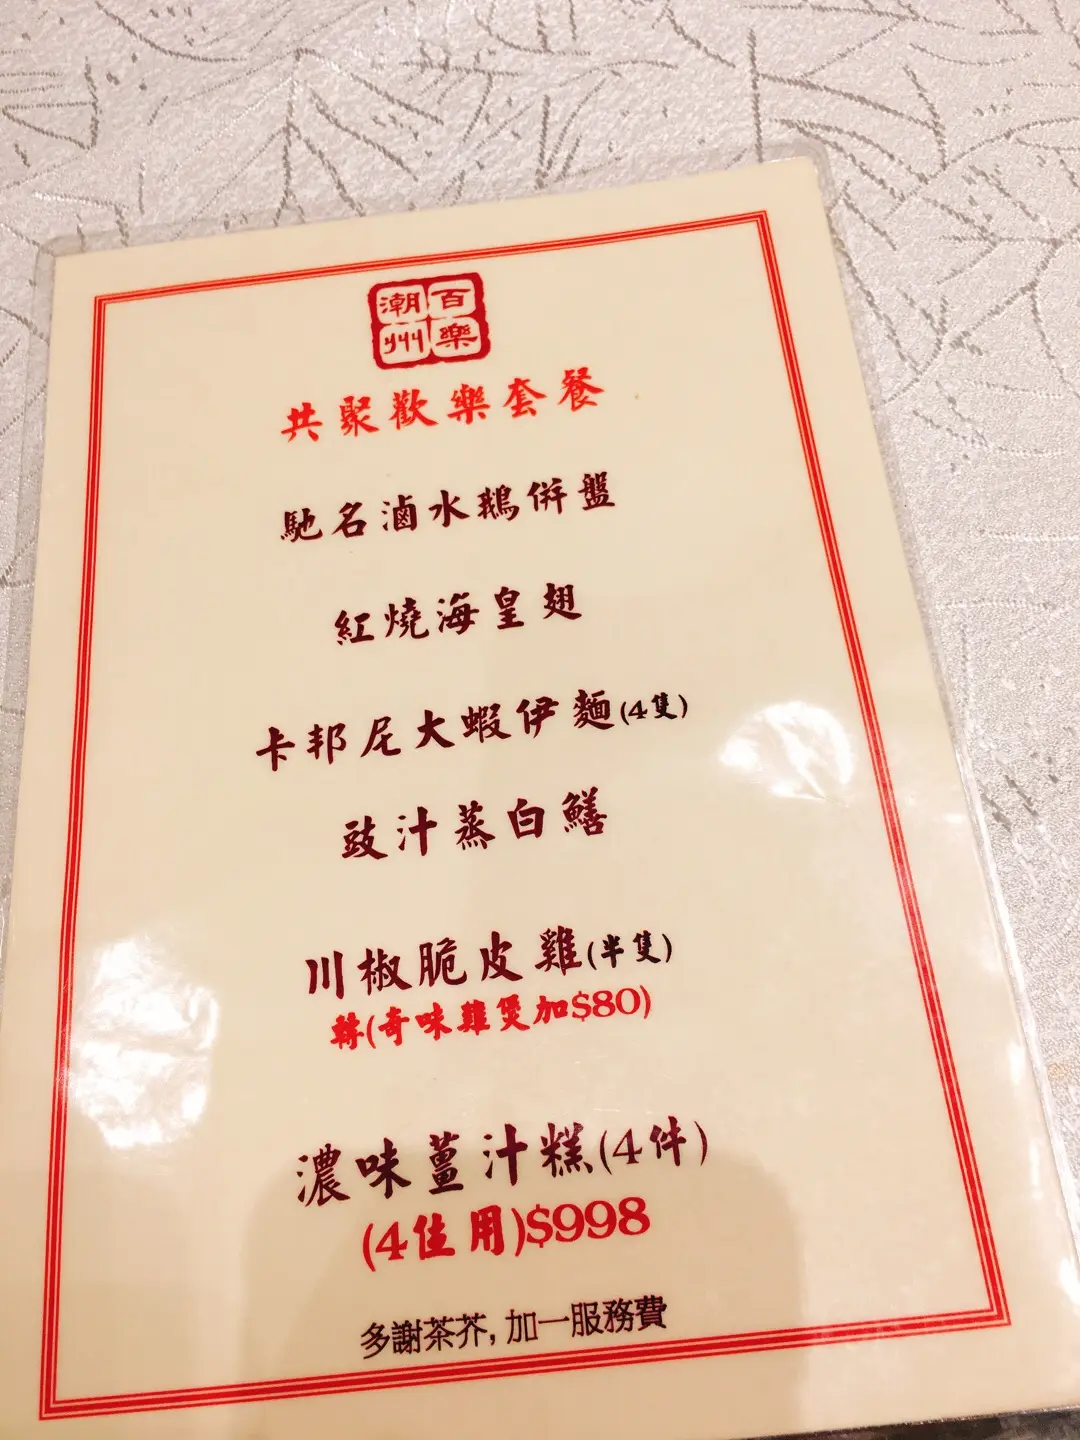 百樂
潮州
共聚歡樂套餐
馳名滷水鵝併盤
紅燒海皇翅
卡邦尼大蝦伊麵(4隻)
豉汁蒸白鱔
川椒脆皮雞(半隻)
轉(奇味雞煲加$80)
濃味薑汁糕(4件)
(4位用)$998
多謝茶芥, 加一服務費